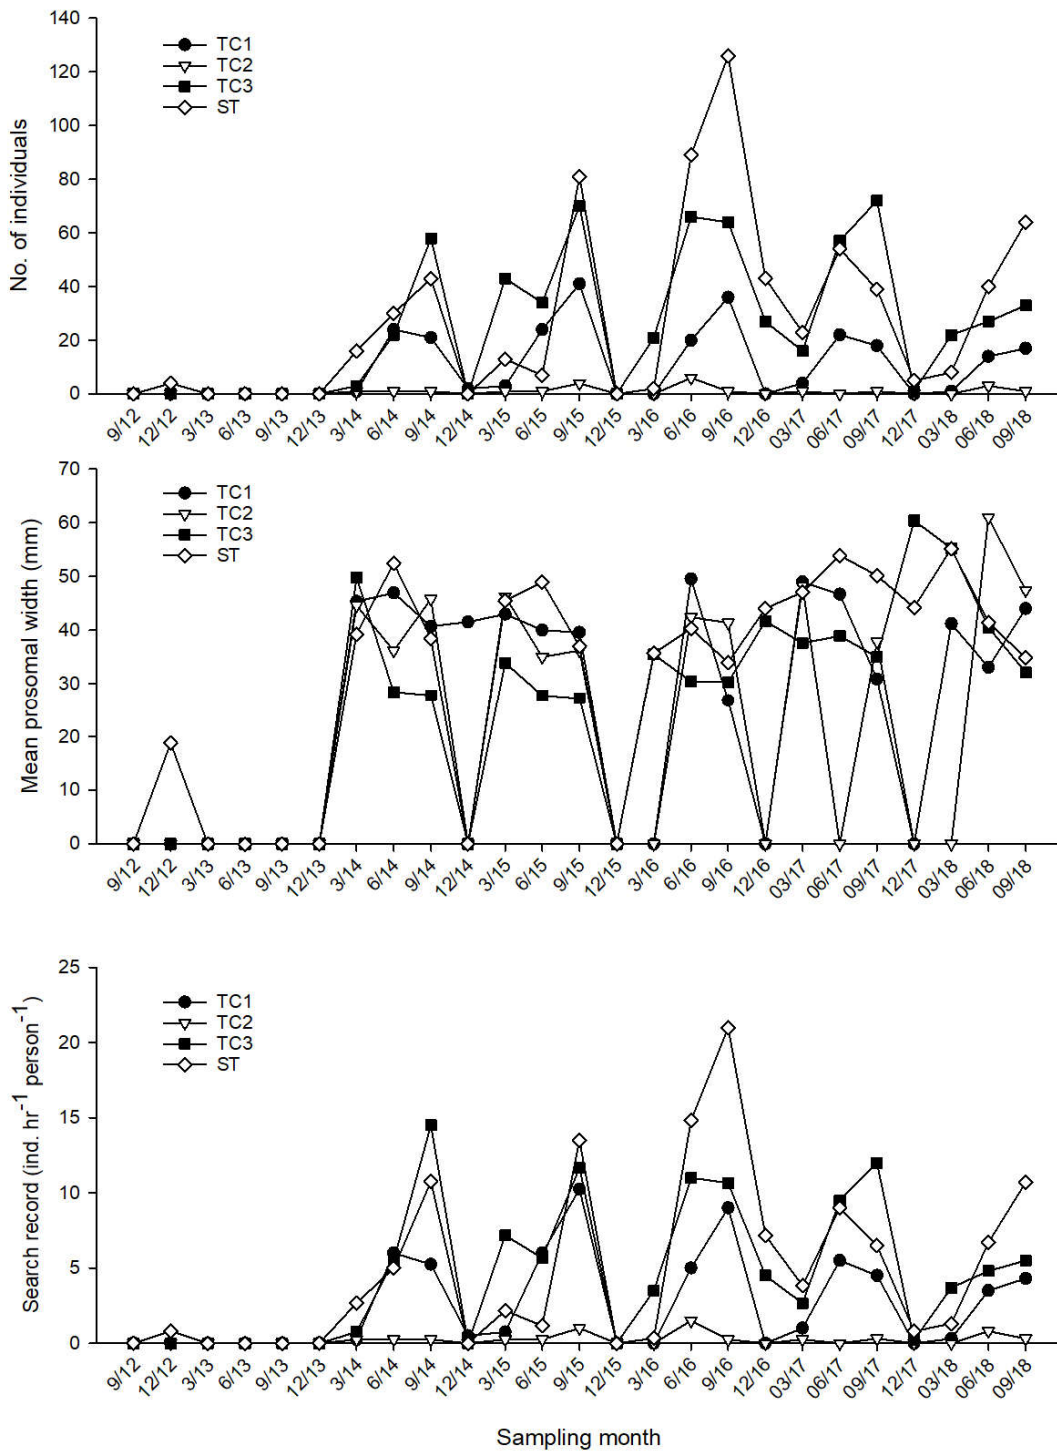 140
120
100
80
60
40
20
0
No. of individuals
TC1
TC2
TC3
ST
9/12 12/12 3/13 6/13 9/13 12/13 3/14 6/14 9/14 12/14 3/15 6/15 9/15 12/15 3/16 6/16 9/16 12/16 03/17 06/17 09/17 12/17 03/18 06/18 09/18
70
60
50
40
30
20
10
0
Mean prosomal width (mm)
TC1
TC2
TC3
ST
9/12 12/12 3/13 6/13 9/13 12/13 3/14 6/14 9/14 12/14 3/15 6/15 9/15 12/15 3/16 6/16 9/16 12/16 03/17 06/17 09/17 12/17 03/18 06/18 09/18
25
20
15
10
5
0
Search record (ind. hr⁻¹ person⁻¹)
TC1
TC2
TC3
ST
9/12 12/12 3/13 6/13 9/13 12/13 3/14 6/14 9/14 12/14 3/15 6/15 9/15 12/15 3/16 6/16 9/16 12/16 03/17 06/17 09/17 12/17 03/18 06/18 09/18
Sampling month